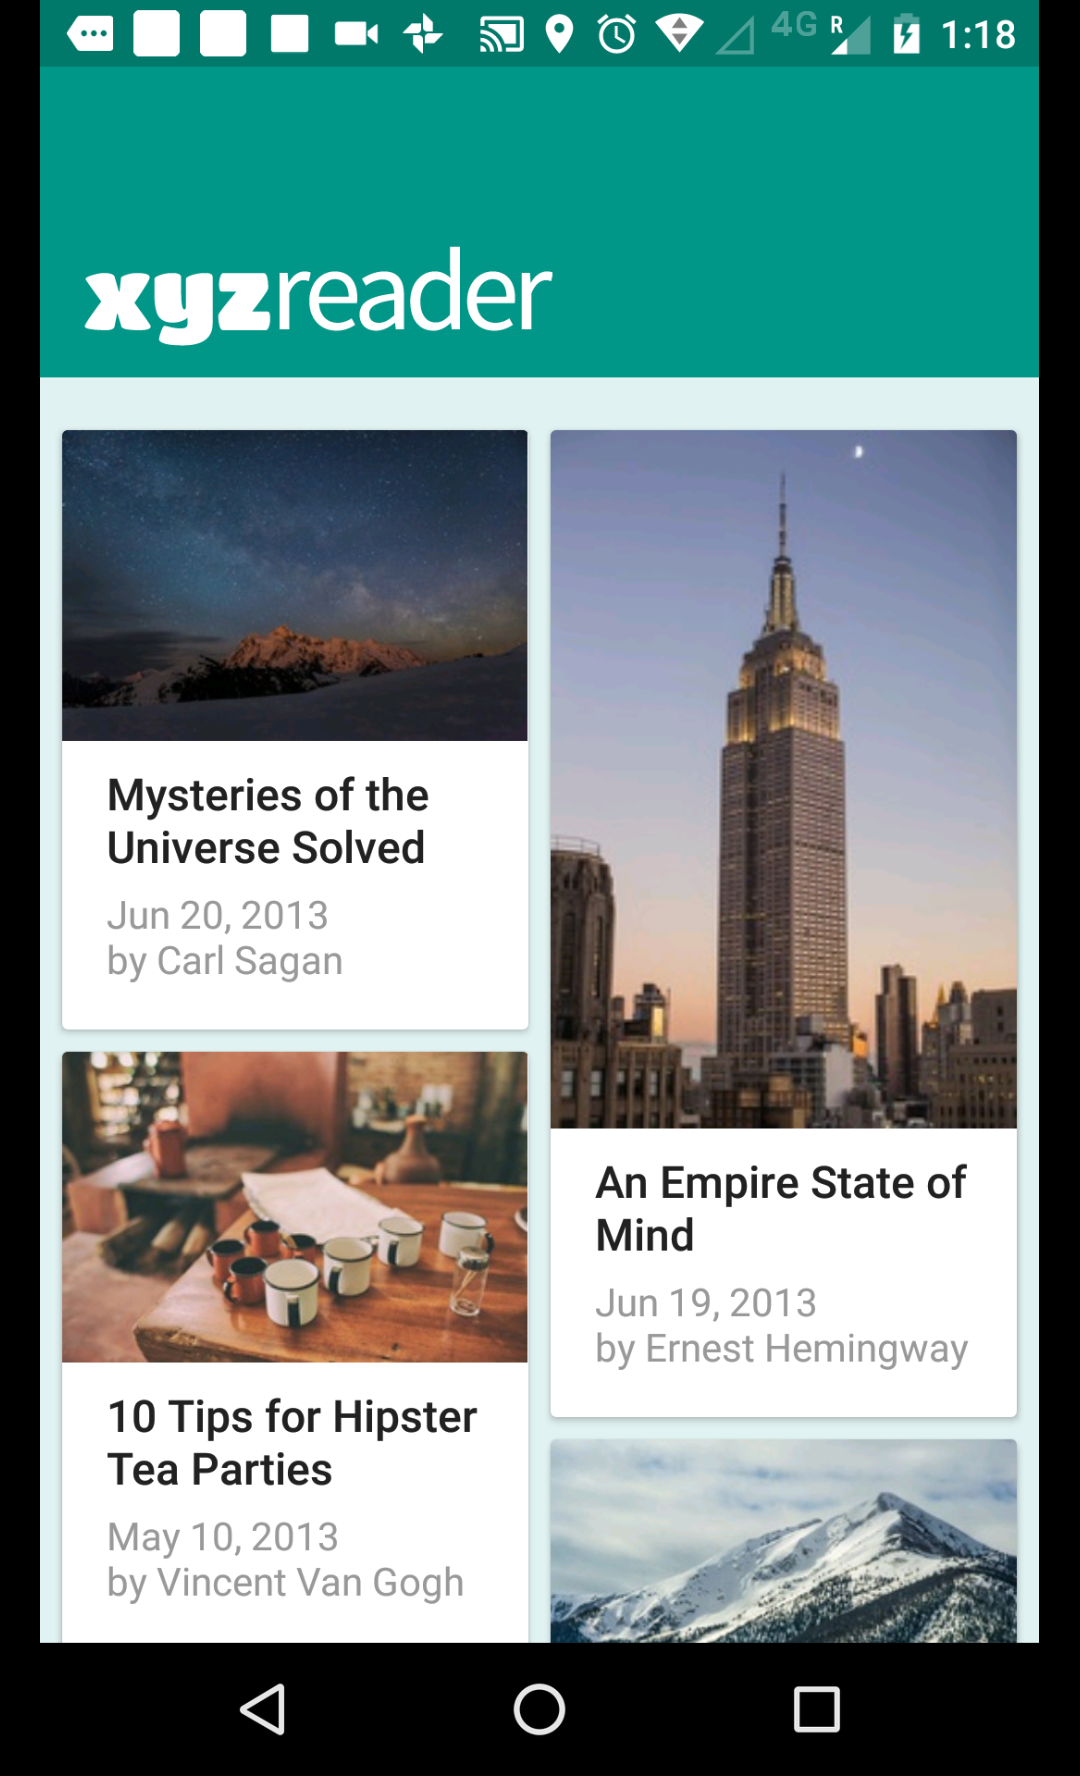 4G R 1:18
xyzreader
Mysteries of the
Universe Solved
Jun 20, 2013
by Carl Sagan
An Empire State of
Mind
Jun 19, 2013
by Ernest Hemingway
10 Tips for Hipster
Tea Parties
May 10, 2013
by Vincent Van Gogh